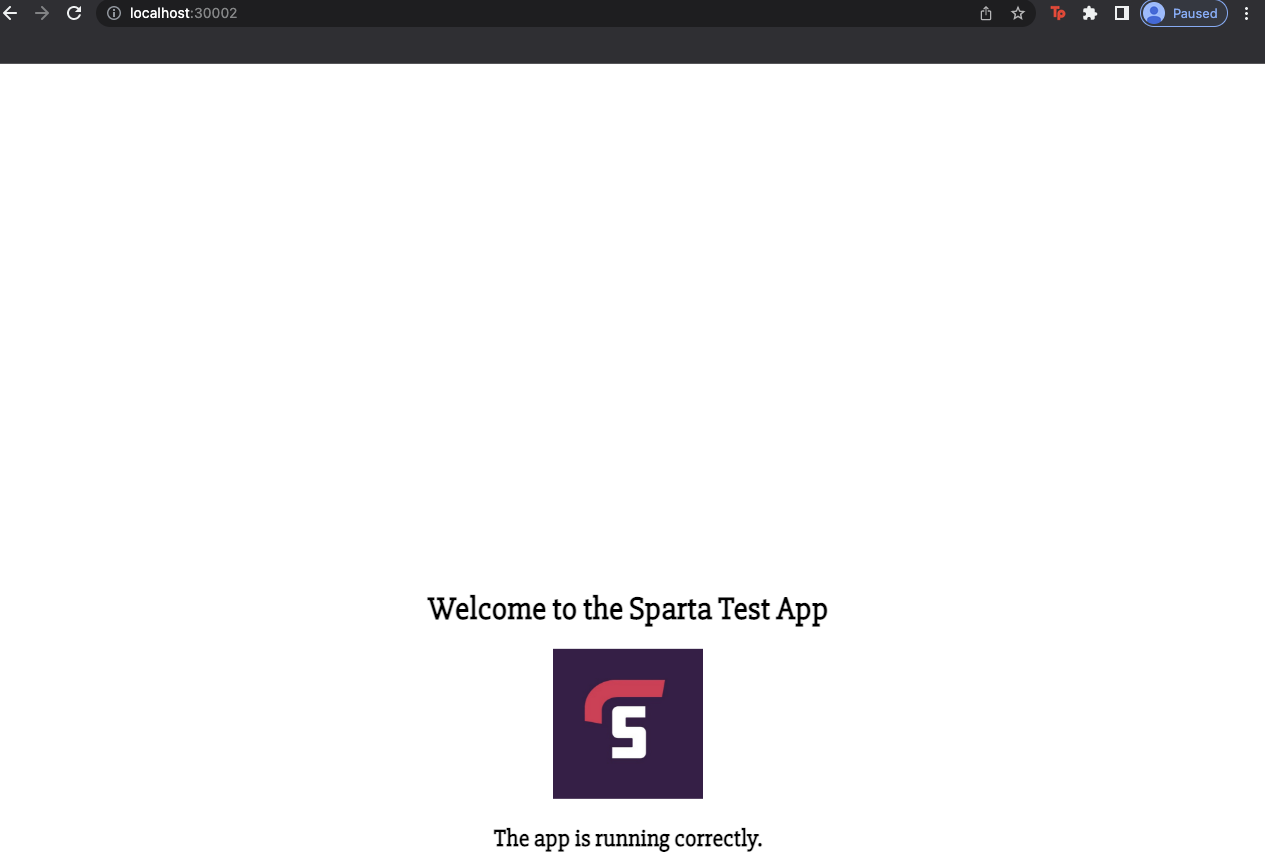 localhost:30002
Tp
Paused
Welcome to the Sparta Test App
S
The app is running correctly.